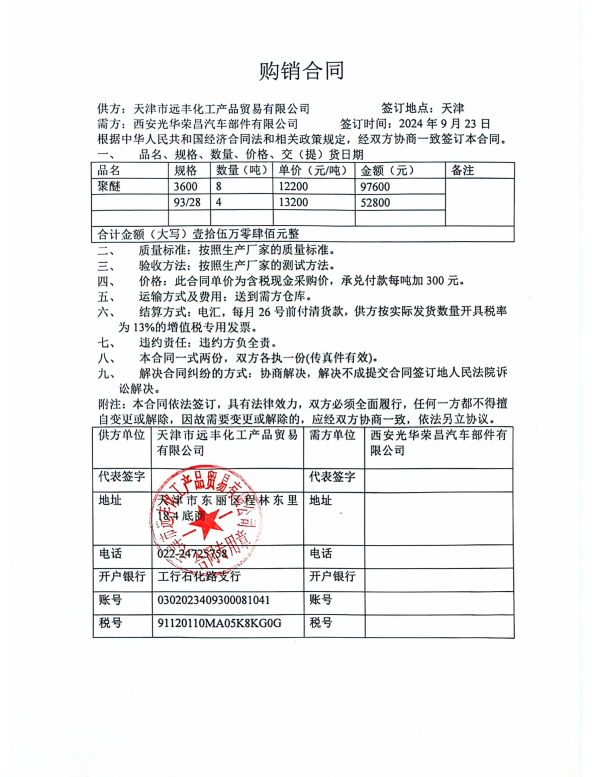 购销合同
供方：天津市远丰化工产品贸易有限公司 签订地点：天津
需方：西安光华荣昌汽车部件有限公司 签订时间：2024 年 9 月 23 日
根据中华人民共和国经济合同法和相关政策规定，经双方协商一致签订本合同。
一、 品名、规格、数量、价格、交（提）货日期
品名 规格 数量（吨） 单价（元/吨） 金额（元） 备注
聚醚 3600 8 12200 97600
93/28 4 13200 52800
合计金额（大写）壹拾伍万零肆佰元整
二、 质量标准：按照生产厂家的质量标准。
三、 验收方法：按照生产厂家的测试方法。
四、 价格：此合同单价为含税现金采购价，承兑付款每吨加 300 元。
五、 运输方式及费用：送到需方仓库。
六、 结算方式：电汇，每月 26 号前付清货款，供方按实际发货数量开具税率
为 13%的增值税专用发票。
七、 违约责任：违约方负全责。
八、 本合同一式两份，双方各执一份(传真件有效)。
九、 解决合同纠纷的方式：协商解决，解决不成提交合同签订地人民法院诉
讼解决。
附注：本合同依法签订，具有法律效力，双方必须全面履行，任何一方都不得擅
自变更或解除，因故需要变更或解除的，应经双方协商一致，依法另立协议。
供方单位 天津市远丰化工产品贸易 需方单位 西安光华荣昌汽车部件有
有限公司 限公司
代表签字 代表签字
地址 天津市东丽区程林东里 地址
18-4 底商
电话 022-24725758 电话
开户银行 工行石化路支行 开户银行
账号 0302023409300081041 账号
税号 91120110MA05K8KG0G 税号
天津市远丰化工产品贸易有限公司
合同专用章